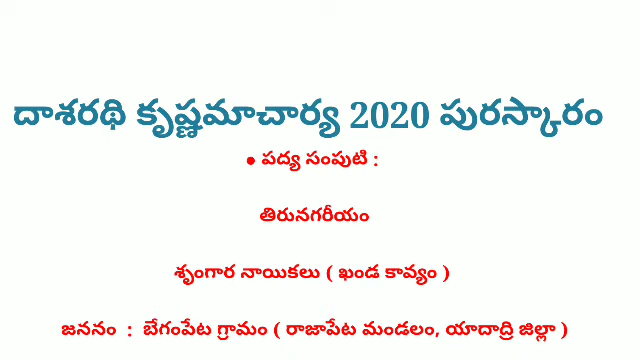 దాశరథి కృష్ణమాచార్య 2020 పురస్కారం
• పద్య సంపుటి :
తిరునగరీయం
శృంగార నాయికలు ( ఖండ కావ్యం )
జననం : బేగంపేట గ్రామం ( రాజాపేట మండలం, యాదాద్రి జిల్లా )